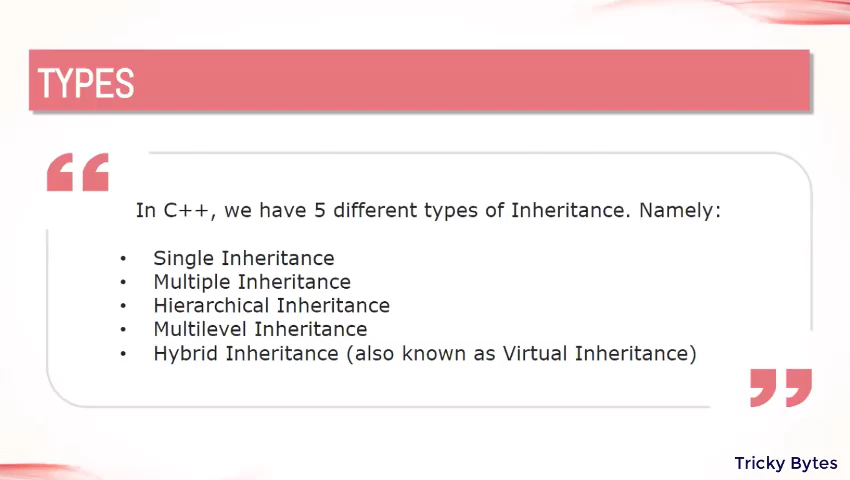 TYPES
In C++, we have 5 different types of Inheritance. Namely:
• Single Inheritance
• Multiple Inheritance
• Hierarchical Inheritance
• Multilevel Inheritance
• Hybrid Inheritance (also known as Virtual Inheritance)
Tricky Bytes